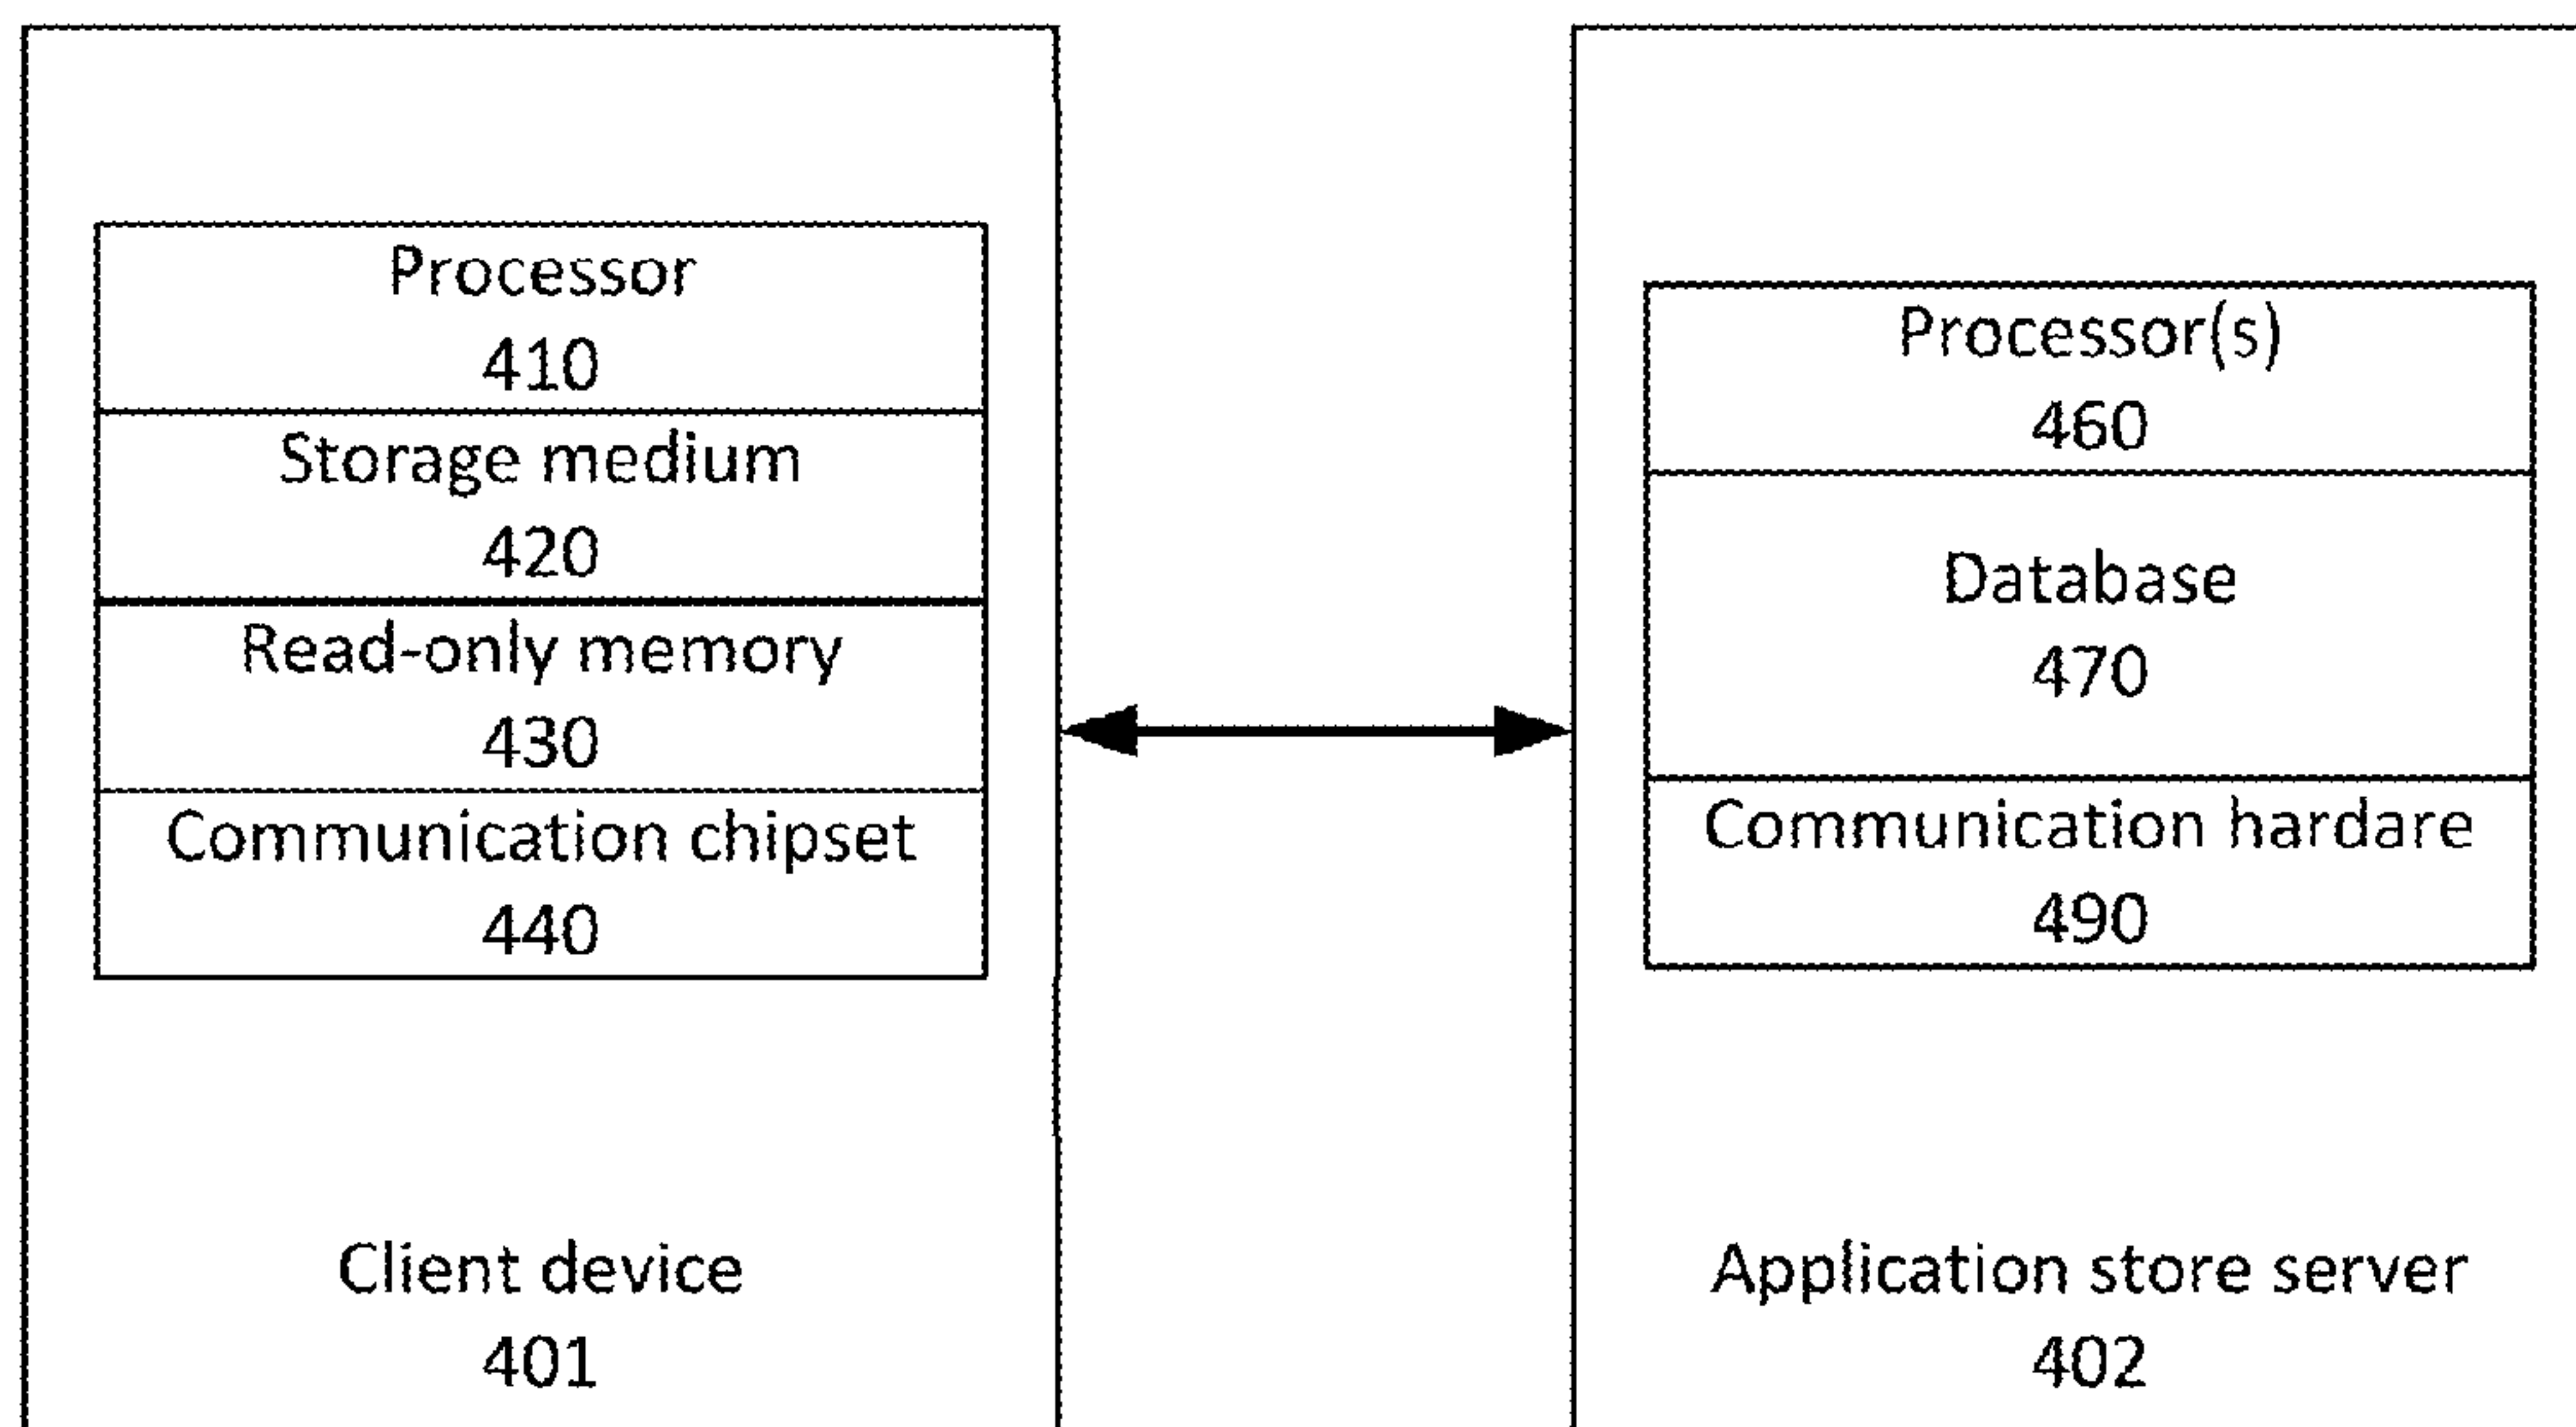 Processor
410
Storage medium
420
Read-only memory
430
Communication chipset
440
Client device
401
Processor(s)
460
Database
470
Communication hardare
490
Application store server
402